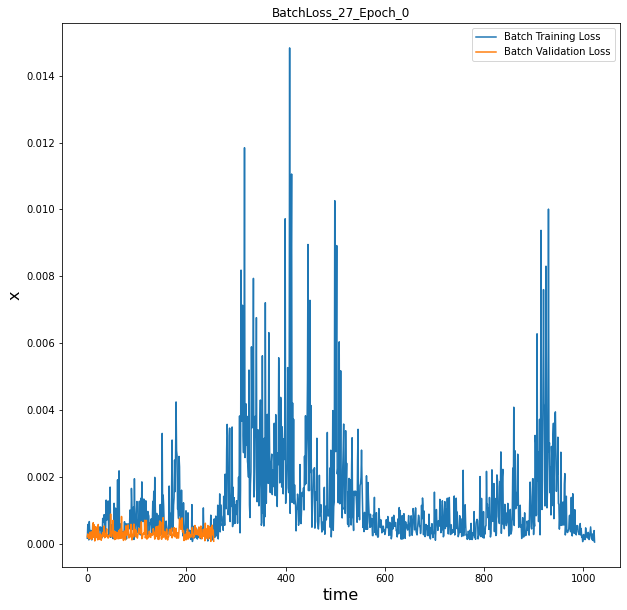 BatchLoss_27_Epoch_0
Batch Training Loss
Batch Validation Loss
0.014
0.012
0.010
0.008
0.006
0.004
0.002
0.000
x
0
200
400
600
800
1000
time